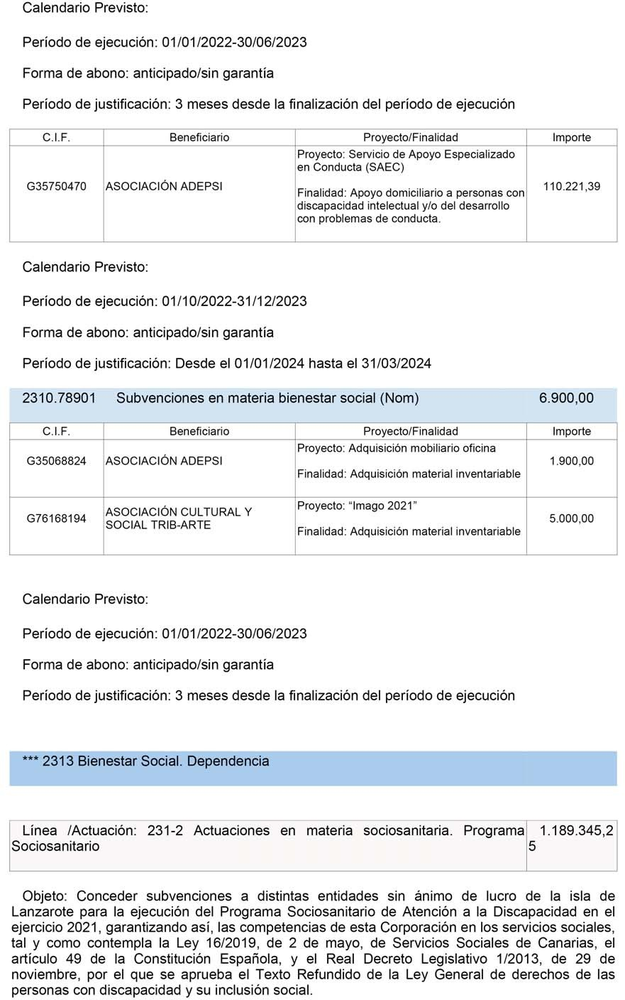 Calendario Previsto:
Período de ejecución: 01/01/2022-30/06/2023
Forma de abono: anticipado/sin garantía
Período de justificación: 3 meses desde la finalización del período de ejecución
C.I.F. Beneficiario Proyecto/Finalidad Importe
Proyecto: Servicio de Apoyo Especializado
en Conducta (SAEC)
G35750470 ASOCIACIÓN ADEPSI 110.221,39
Finalidad: Apoyo domiciliario a personas con
discapacidad intelectual y/o del desarrollo
con problemas de conducta.
Calendario Previsto:
Período de ejecución: 01/10/2022-31/12/2023
Forma de abono: anticipado/sin garantía
Período de justificación: Desde el 01/01/2024 hasta el 31/03/2024
2310.78901 Subvenciones en materia bienestar social (Nom) 6.900,00
C.I.F. Beneficiario Proyecto/Finalidad Importe
Proyecto: Adquisición mobiliario oficina
G35068824 ASOCIACIÓN ADEPSI 1.900,00
Finalidad: Adquisición material inventariable
Proyecto: “Imago 2021”
G76168194 ASOCIACIÓN CULTURAL Y
SOCIAL TRIB-ARTE 5.000,00
Finalidad: Adquisición material inventariable
Calendario Previsto:
Período de ejecución: 01/01/2022-30/06/2023
Forma de abono: anticipado/sin garantía
Período de justificación: 3 meses desde la finalización del período de ejecución
*** 2313 Bienestar Social. Dependencia
Línea /Actuación: 231-2 Actuaciones en materia sociosanitaria. Programa 1.189.345,2
Sociosanitario 5
Objeto: Conceder subvenciones a distintas entidades sin ánimo de lucro de la isla de
Lanzarote para la ejecución del Programa Sociosanitario de Atención a la Discapacidad en el
ejercicio 2021, garantizando así, las competencias de esta Corporación en los servicios sociales,
tal y como contempla la Ley 16/2019, de 2 de mayo, de Servicios Sociales de Canarias, el
artículo 49 de la Constitución Española, y el Real Decreto Legislativo 1/2013, de 29 de
noviembre, por el que se aprueba el Texto Refundido de la Ley General de derechos de las
personas con discapacidad y su inclusión social.